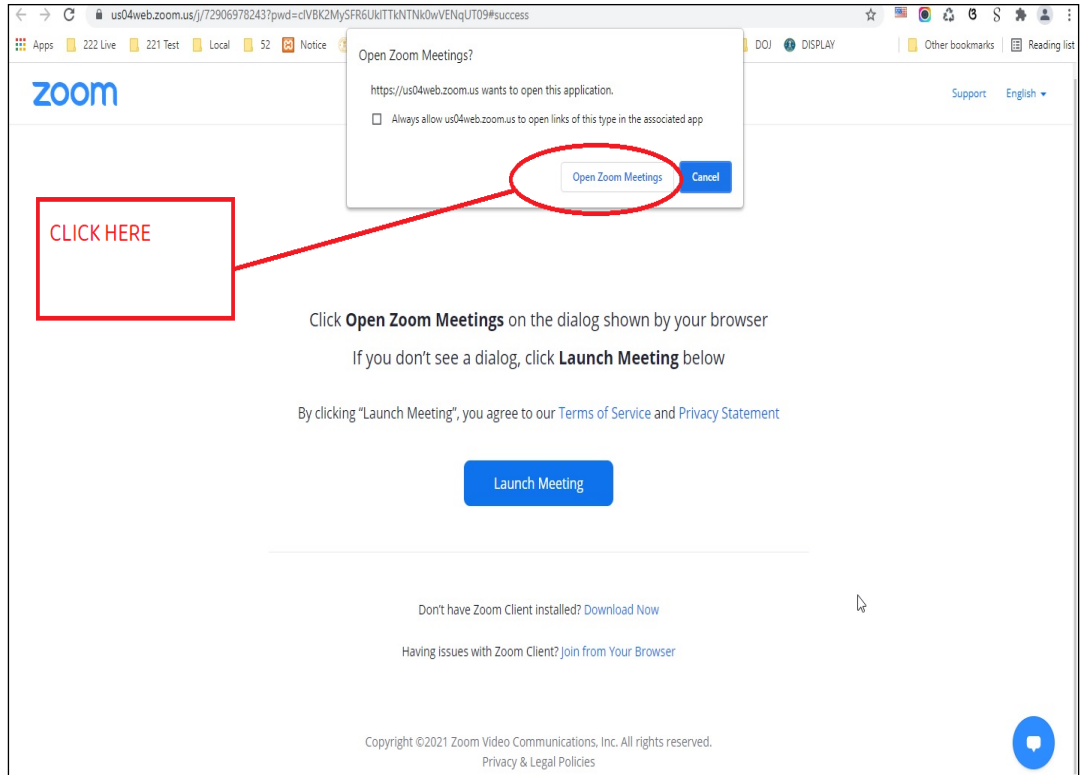 us04web.zoom.us/j/72906978243?pwd=clVBK2MySFR6UklTTkNTNk0wVENqUT09#success
Apps 222 Live 221 Test Local 52 Notice DOJ DISPLAY Other bookmarks Reading list
Open Zoom Meetings?
https://us04web.zoom.us wants to open this application.
Always allow us04web.zoom.us to open links of this type in the associated app
Open Zoom Meetings Cancel
zoom Support English
CLICK HERE
Click Open Zoom Meetings on the dialog shown by your browser
If you don't see a dialog, click Launch Meeting below
By clicking “Launch Meeting”, you agree to our Terms of Service and Privacy Statement
Launch Meeting
Don't have Zoom Client installed? Download Now
Having issues with Zoom Client? Join from Your Browser
Copyright ©2021 Zoom Video Communications, Inc. All rights reserved.
Privacy & Legal Policies